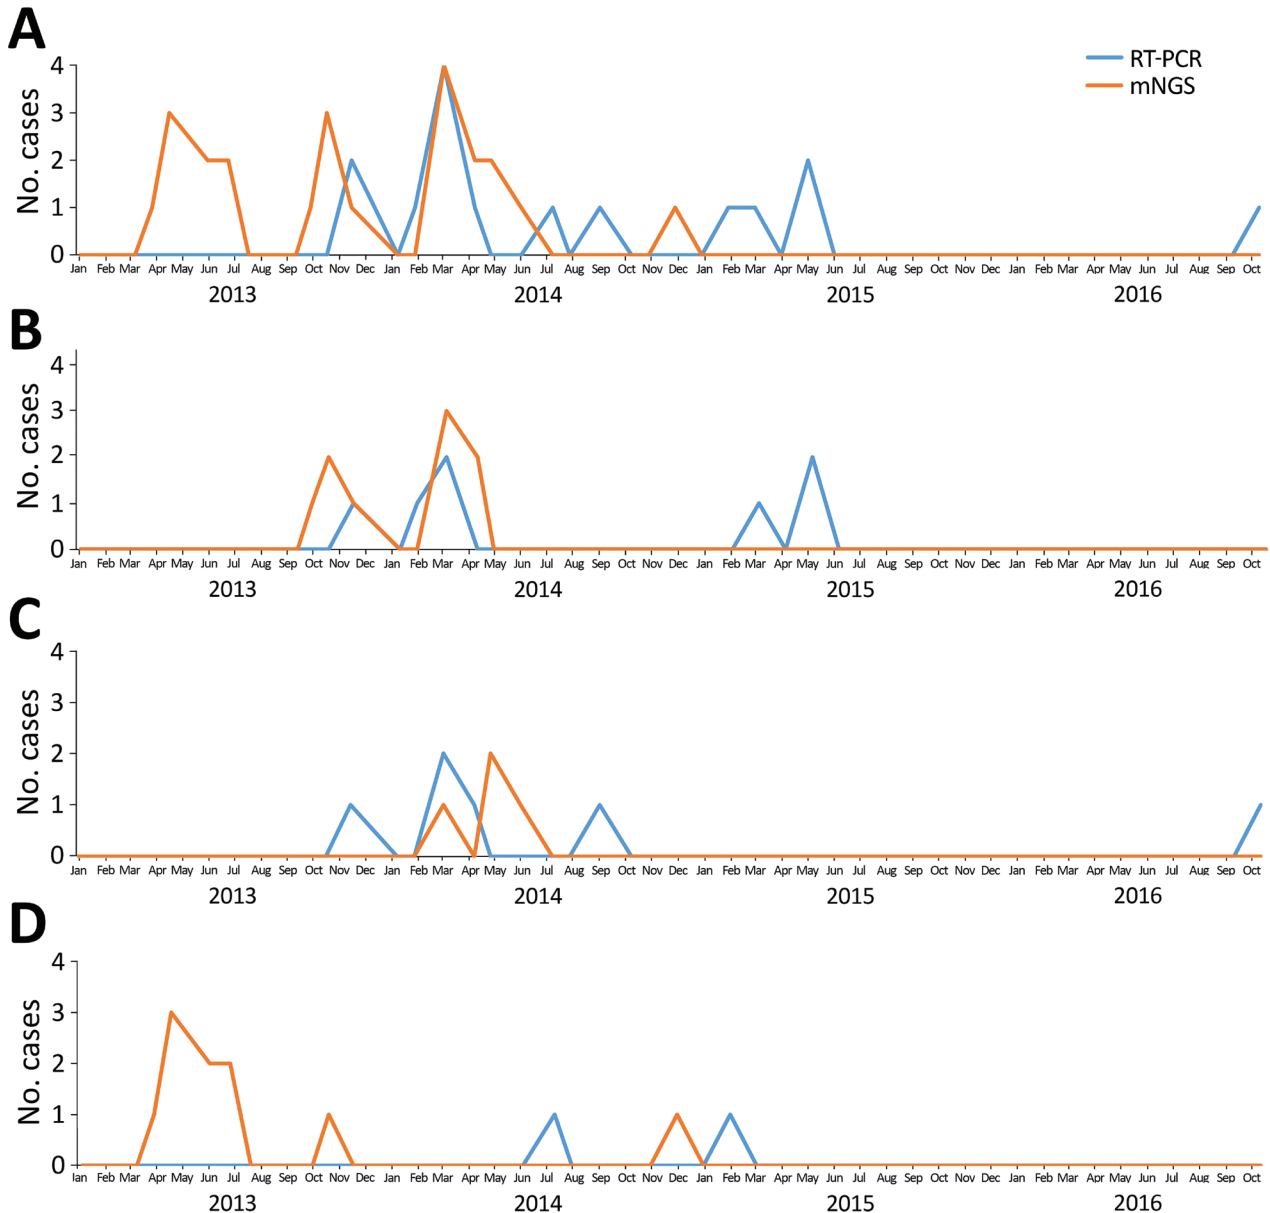 A
RT-PCR
mNGS
No. cases
4
3
2
1
0
Jan Feb Mar Apr May Jun Jul Aug Sep Oct Nov Dec Jan Feb Mar Apr May Jun Jul Aug Sep Oct Nov Dec Jan Feb Mar Apr May Jun Jul Aug Sep Oct Nov Dec Jan Feb Mar Apr May Jun Jul Aug Sep Oct
2013 2014 2015 2016
B
No. cases
4
3
2
1
0
Jan Feb Mar Apr May Jun Jul Aug Sep Oct Nov Dec Jan Feb Mar Apr May Jun Jul Aug Sep Oct Nov Dec Jan Feb Mar Apr May Jun Jul Aug Sep Oct Nov Dec Jan Feb Mar Apr May Jun Jul Aug Sep Oct
2013 2014 2015 2016
C
No. cases
4
3
2
1
0
Jan Feb Mar Apr May Jun Jul Aug Sep Oct Nov Dec Jan Feb Mar Apr May Jun Jul Aug Sep Oct Nov Dec Jan Feb Mar Apr May Jun Jul Aug Sep Oct Nov Dec Jan Feb Mar Apr May Jun Jul Aug Sep Oct
2013 2014 2015 2016
D
No. cases
4
3
2
1
0
Jan Feb Mar Apr May Jun Jul Aug Sep Oct Nov Dec Jan Feb Mar Apr May Jun Jul Aug Sep Oct Nov Dec Jan Feb Mar Apr May Jun Jul Aug Sep Oct Nov Dec Jan Feb Mar Apr May Jun Jul Aug Sep Oct
2013 2014 2015 2016